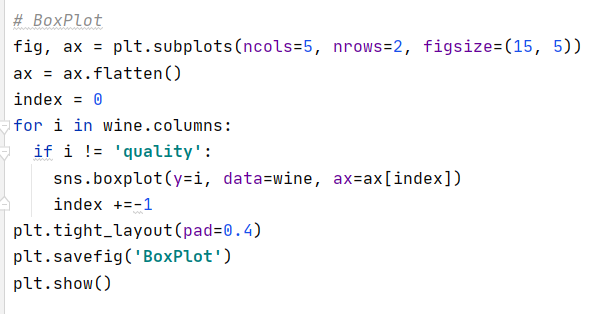 # BoxPlot
fig, ax = plt.subplots(ncols=5, nrows=2, figsize=(15, 5))
ax = ax.flatten()
index = 0
for i in wine.columns:
  if i != 'quality':
    sns.boxplot(y=i, data=wine, ax=ax[index])
    index +=-1
plt.tight_layout(pad=0.4)
plt.savefig('BoxPlot')
plt.show()